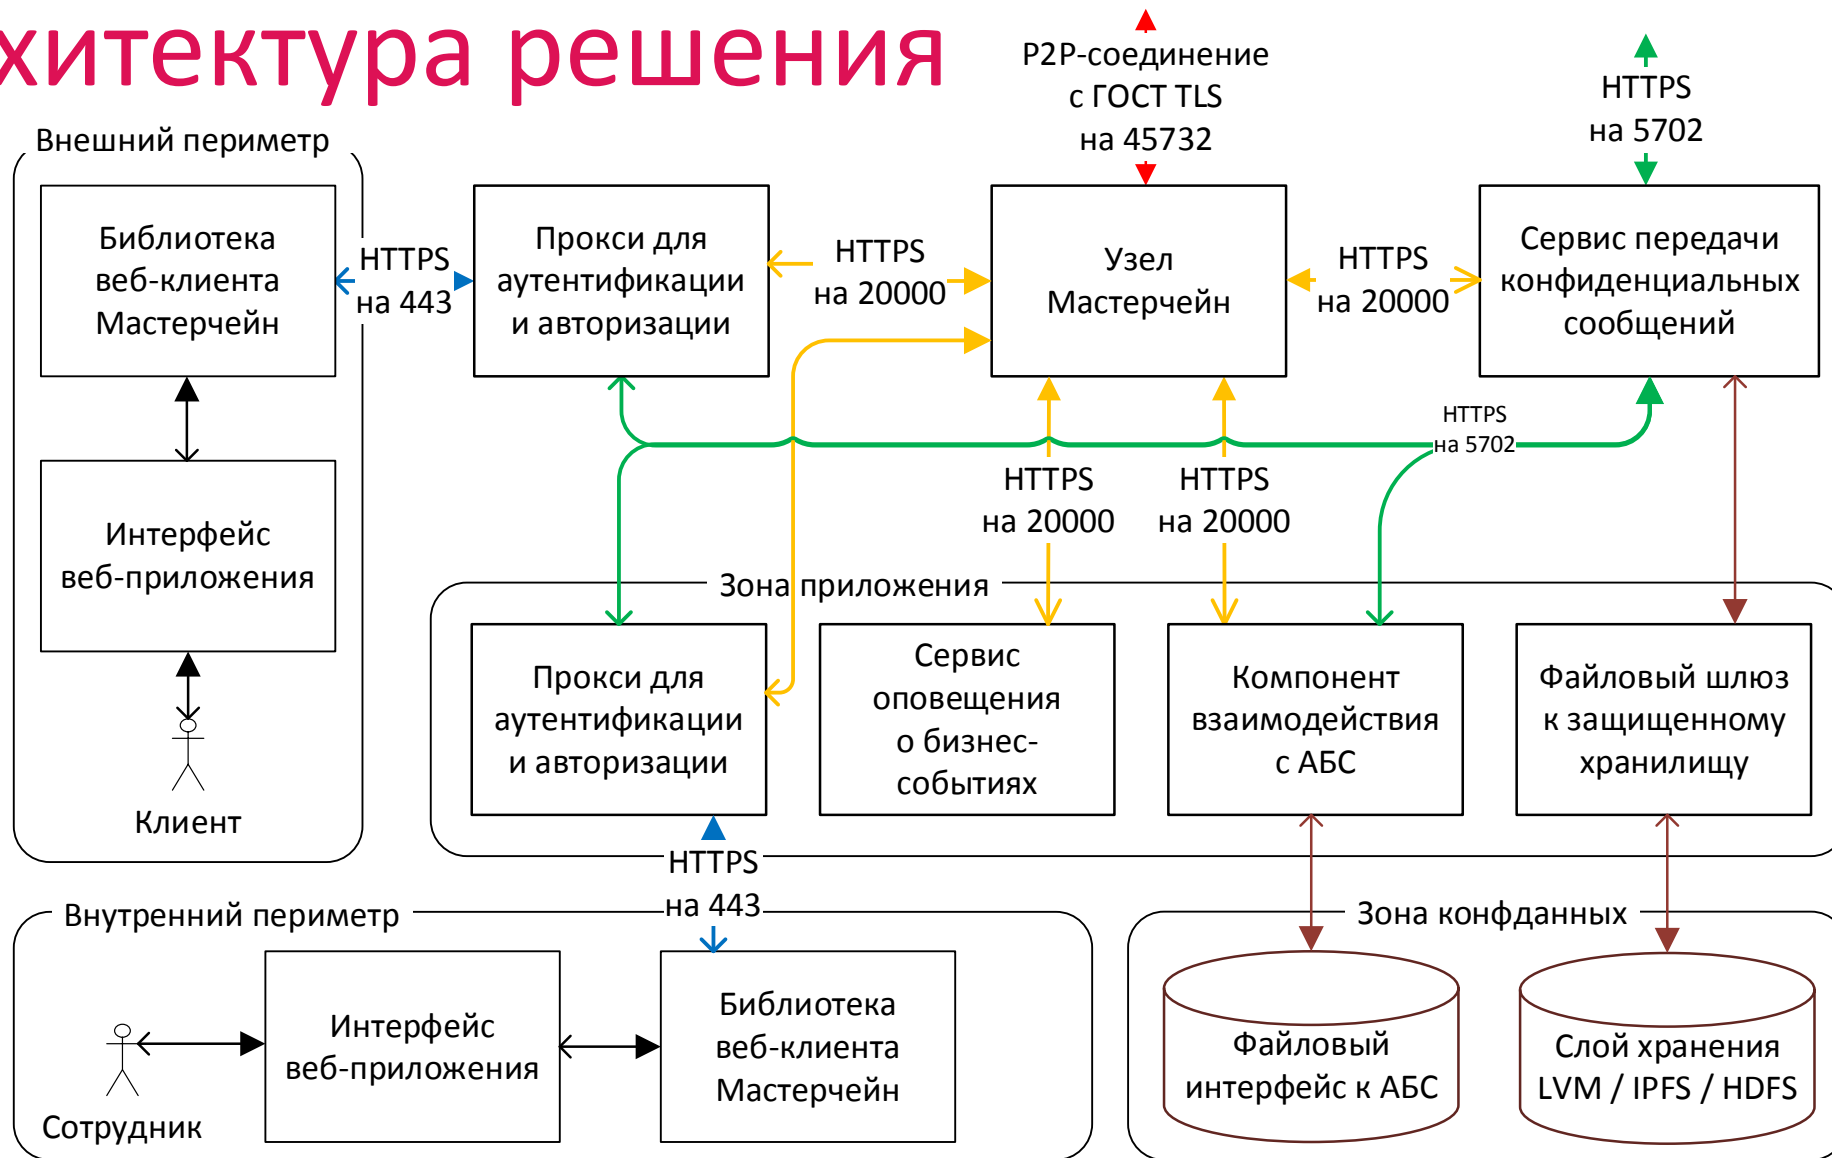 хитектура решения
P2P-соединение
с ГОСТ TLS
на 45732
HTTPS
на 5702
Внешний периметр
Библиотека
веб-клиента
Мастерчейн
HTTPS
на 443
Прокси для
аутентификации
и авторизации
HTTPS
на 20000
Узел
Мастерчейн
HTTPS
на 20000
Сервис передачи
конфиденциальных
сообщений
HTTPS
на 5702
HTTPS
на 20000
HTTPS
на 20000
Интерфейс
веб-приложения
Клиент
Зона приложения
Прокси для
аутентификации
и авторизации
Сервис
оповещения
о бизнес-
событиях
Компонент
взаимодействия
с АБС
Файловый шлюз
к защищенному
хранилищу
HTTPS
на 443
Внутренний периметр
Сотрудник
Интерфейс
веб-приложения
Библиотека
веб-клиента
Мастерчейн
Зона конфданных
Файловый
интерфейс к АБС
Слой хранения
LVM / IPFS / HDFS